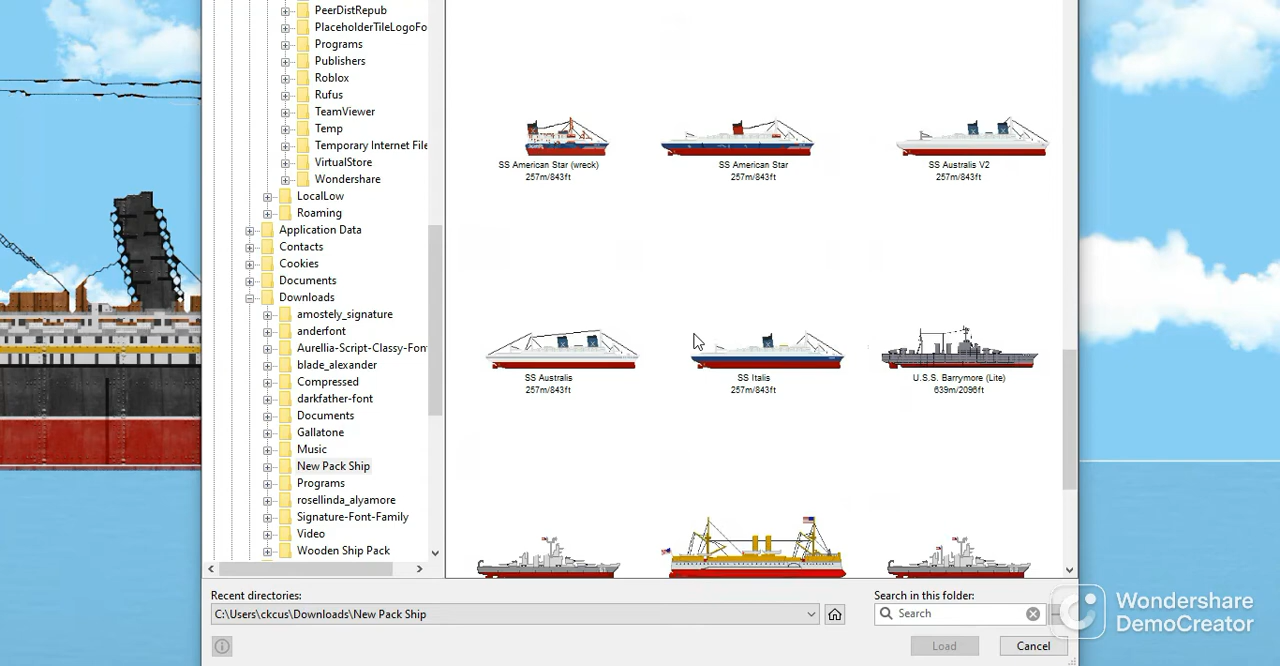 PeerDistRepub
PlaceholderTileLogoFo
Programs
Publishers
Roblox
Rufus
TeamViewer
Temp
Temporary Internet File
VirtualStore
Wondershare
LocalLow
Roaming
Application Data
Contacts
Cookies
Documents
Downloads
amostely_signature
anderfont
Aurellia-Script-Classy-Font
blade_alexander
Compressed
darkfather-font
Documents
Gallatone
Music
New Pack Ship
Programs
rosellinda_alyamore
Signature-Font-Family
Video
Wooden Ship Pack
SS American Star (wreck)
257m/843ft
SS American Star
257m/843ft
SS Australis V2
257m/843ft
SS Australis
257m/843ft
SS Italis
257m/843ft
U.S.S. Barrymore (Lite)
639m/2096ft
Recent directories:
C:\Users\ckcus\Downloads\New Pack Ship
Search in this folder:
Search
Load
Cancel
Wondershare
DemoCreator